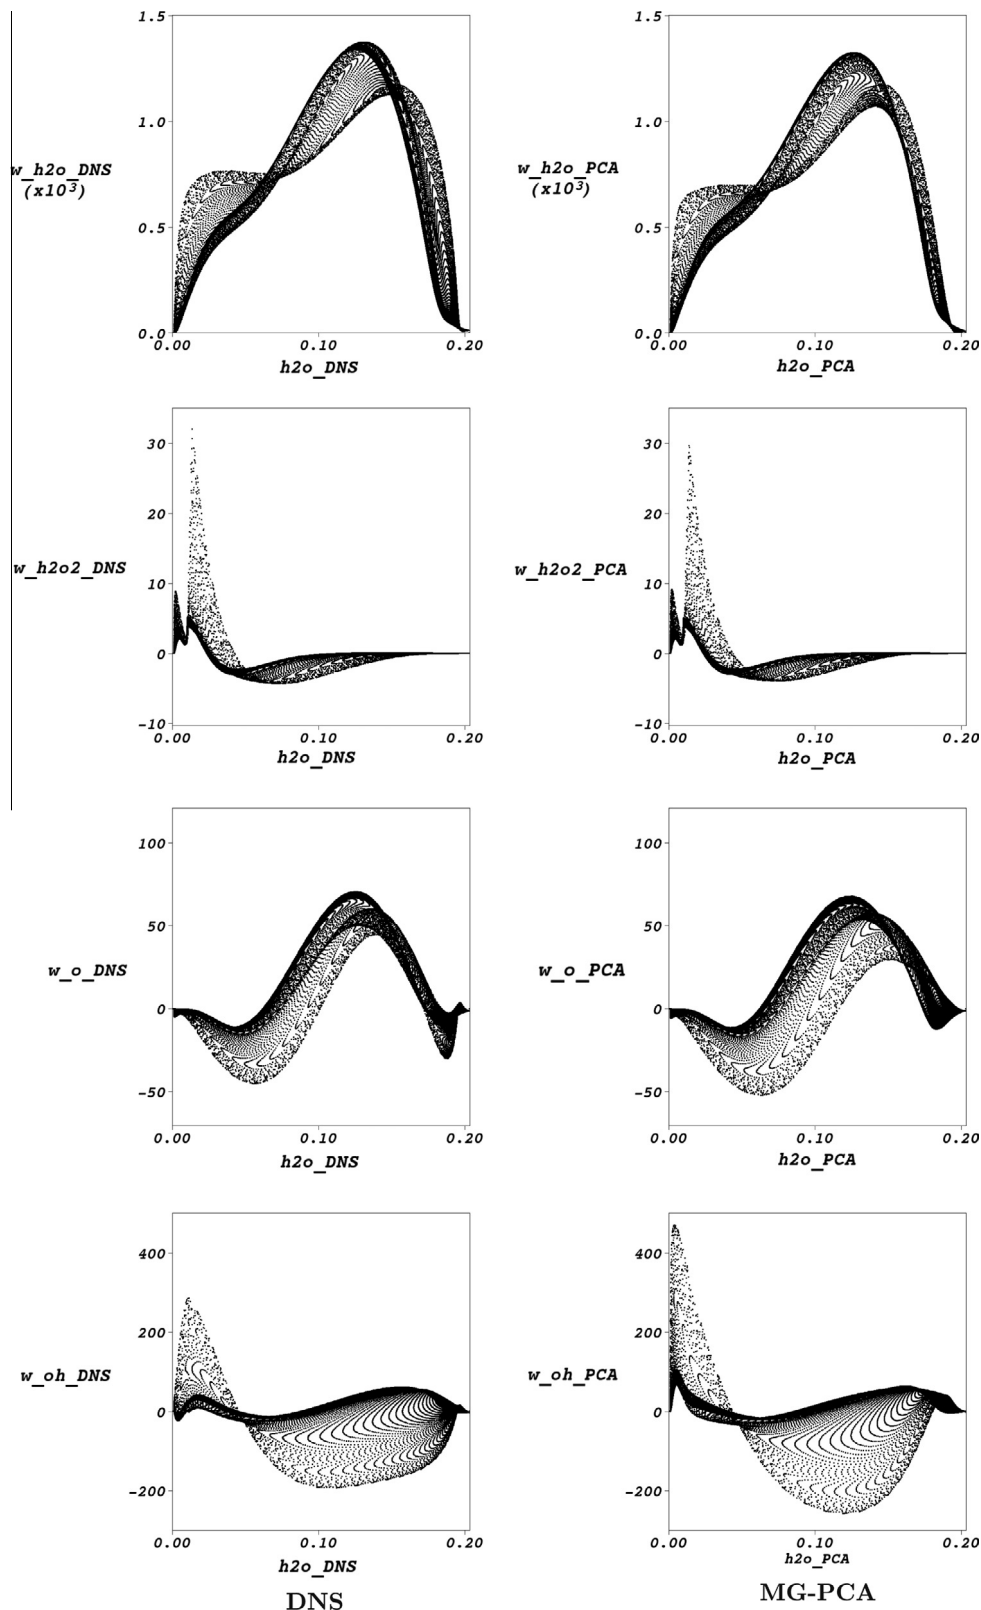 1.5
1.0
w_h2o_DNS
(x10³)
0.5
0.0
0.00 0.10 0.20
h2o_DNS
1.5
1.0
w_h2o_PCA
(x10³)
0.5
0.0
0.00 0.10 0.20
h2o_PCA
30
20
w_h2o2_DNS
10
0
-10
0.00 0.10 0.20
h2o_DNS
30
20
w_h2o2_PCA
10
0
-10
0.00 0.10 0.20
h2o_PCA
100
50
w_o_DNS
0
-50
0.00 0.10 0.20
h2o_DNS
100
50
w_o_PCA
0
-50
0.00 0.10 0.20
h2o_PCA
400
200
w_oh_DNS
0
-200
0.00 0.10 0.20
h2o_DNS
400
200
w_oh_PCA
0
-200
0.00 0.10 0.20
h2o_PCA
DNS
MG-PCA